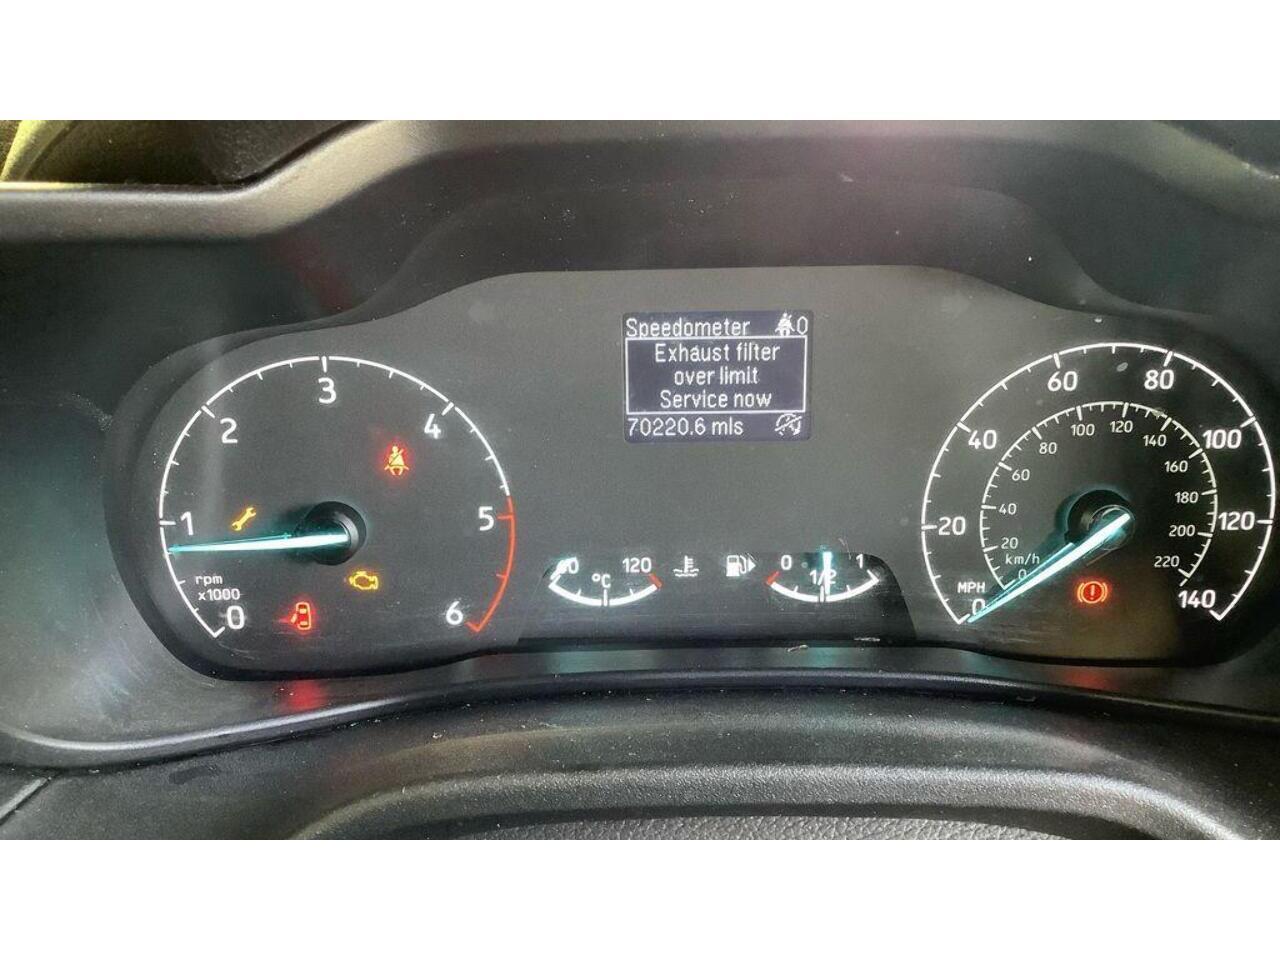 Speedometer 0
Exhaust filter
over limit
Service now
70220.6 mls
0 1 2 3 4 5 6
rpm
x1000
60 120
°C
0 1/2 1
0 20 40 60 80 100 120 140
MPH
0 20 40 60 80 100 120 140 160 180 200 220
km/h